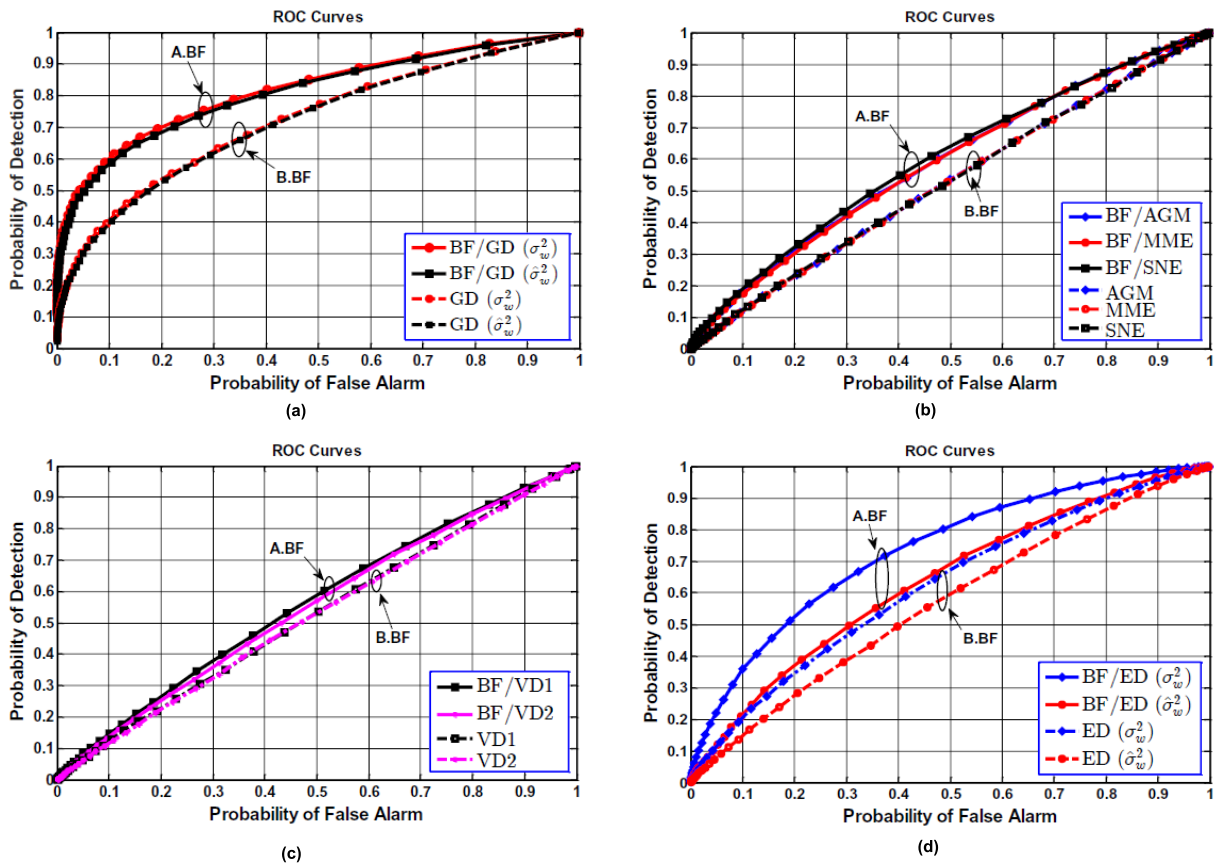 ROC Curves
1
0.9
0.8
0.7
0.6
0.5
0.4
0.3
0.2
0.1
0
Probability of Detection
A.BF
B.BF
BF/GD (σ²_w)
BF/GD (σ̂²_w)
GD (σ²_w)
GD (σ̂²_w)
0 0.1 0.2 0.3 0.4 0.5 0.6 0.7 0.8 0.9 1
Probability of False Alarm
(a)
ROC Curves
1
0.9
0.8
0.7
0.6
0.5
0.4
0.3
0.2
0.1
0
Probability of Detection
A.BF
B.BF
BF/AGM
BF/MME
BF/SNE
AGM
MME
SNE
0 0.1 0.2 0.3 0.4 0.5 0.6 0.7 0.8 0.9 1
Probability of False Alarm
(b)
ROC Curves
1
0.9
0.8
0.7
0.6
0.5
0.4
0.3
0.2
0.1
0
Probability of Detection
A.BF
B.BF
BF/VD1
BF/VD2
VD1
VD2
0 0.1 0.2 0.3 0.4 0.5 0.6 0.7 0.8 0.9 1
Probability of False Alarm
(c)
ROC Curves
1
0.9
0.8
0.7
0.6
0.5
0.4
0.3
0.2
0.1
0
Probability of Detection
A.BF
B.BF
BF/ED (σ²_w)
BF/ED (σ̂²_w)
ED (σ²_w)
ED (σ̂²_w)
0 0.1 0.2 0.3 0.4 0.5 0.6 0.7 0.8 0.9 1
Probability of False Alarm
(d)